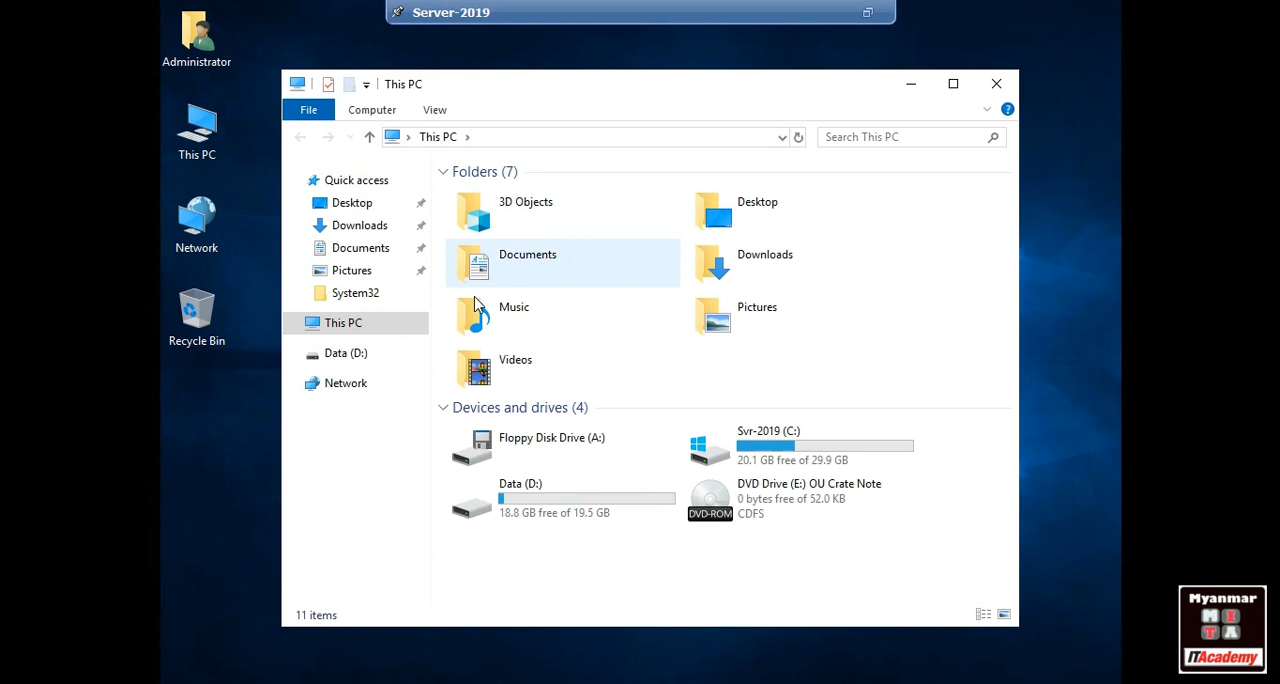 Server-2019
Administrator
This PC
Network
Recycle Bin
This PC
File Computer View
This PC
Search This PC
Quick access
Desktop
Downloads
Documents
Pictures
System32
This PC
Data (D:)
Network
Folders (7)
3D Objects
Desktop
Documents
Downloads
Music
Pictures
Videos
Devices and drives (4)
Floppy Disk Drive (A:)
Svr-2019 (C:)
20.1 GB free of 29.9 GB
Data (D:)
18.8 GB free of 19.5 GB
DVD Drive (E:) OU Crate Note
0 bytes free of 52.0 KB
CDFS
DVD-ROM
11 items
Myanmar
M I
T A
ITAcademy